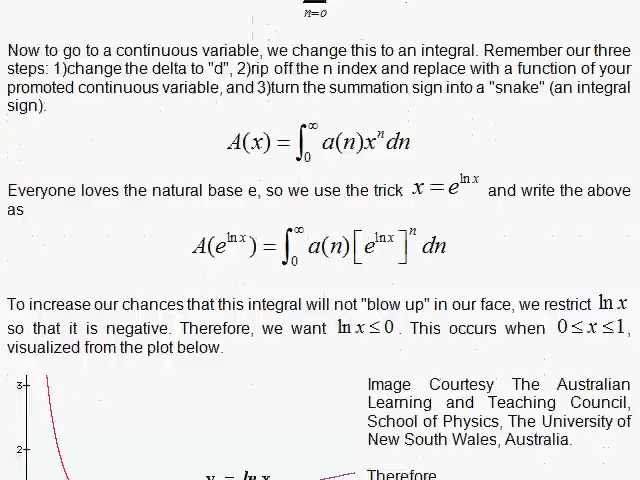 n=0
Now to go to a continuous variable, we change this to an integral. Remember our three
steps: 1)change the delta to "d", 2)rip off the n index and replace with a function of your
promoted continuous variable, and 3)turn the summation sign into a "snake" (an integral
sign):
A(x) = ∫₀^∞ a(n)xⁿ dn
Everyone loves the natural base e, so we use the trick x = e^{ln x} and write the above
as
A(e^{ln x}) = ∫₀^∞ a(n)[e^{ln x}]ⁿ dn
To increase our chances that this integral will not "blow up" in our face, we restrict ln x
so that it is negative. Therefore, we want ln x ≤ 0. This occurs when 0 ≤ x ≤ 1,
visualized from the plot below.
3
Image Courtesy The Australian
Learning and Teaching Council,
School of Physics, The University of
New South Wales, Australia.
2
y = ln x
Therefore